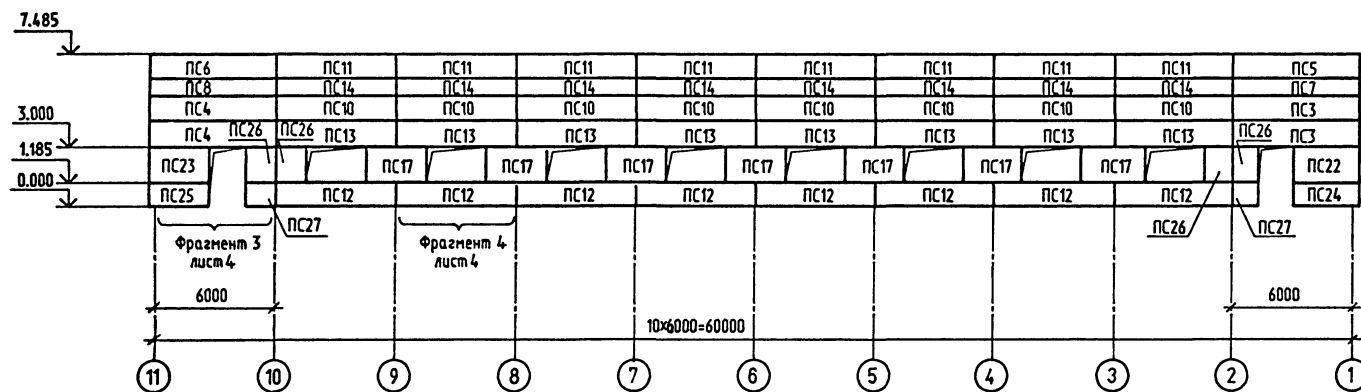 7.485
ПС6 ПС11 ПС11 ПС11 ПС11 ПС11 ПС11 ПС11 ПС11 ПС5
ПС8 ПС14 ПС14 ПС14 ПС14 ПС14 ПС14 ПС14 ПС14 ПС7
ПС4 ПС10 ПС10 ПС10 ПС10 ПС10 ПС10 ПС10 ПС10 ПС3
3.000
ПС4 ПС26 ПС26 ПС13 ПС13 ПС13 ПС13 ПС13 ПС13 ПС13 ПС13 ПС26 ПС3
1,185
ПС23 ПС17 ПС17 ПС17 ПС17 ПС17 ПС17 ПС17 ПС22
0.000
ПС25 ПС12 ПС12 ПС12 ПС12 ПС12 ПС12 ПС12 ПС12 ПС24
ПС27 ПС26 ПС27
Фрагмент 3
лист 4
Фрагмент 4
лист 4
6000 6000
10х6000=60000
11 10 9 8 7 6 5 4 3 2 1